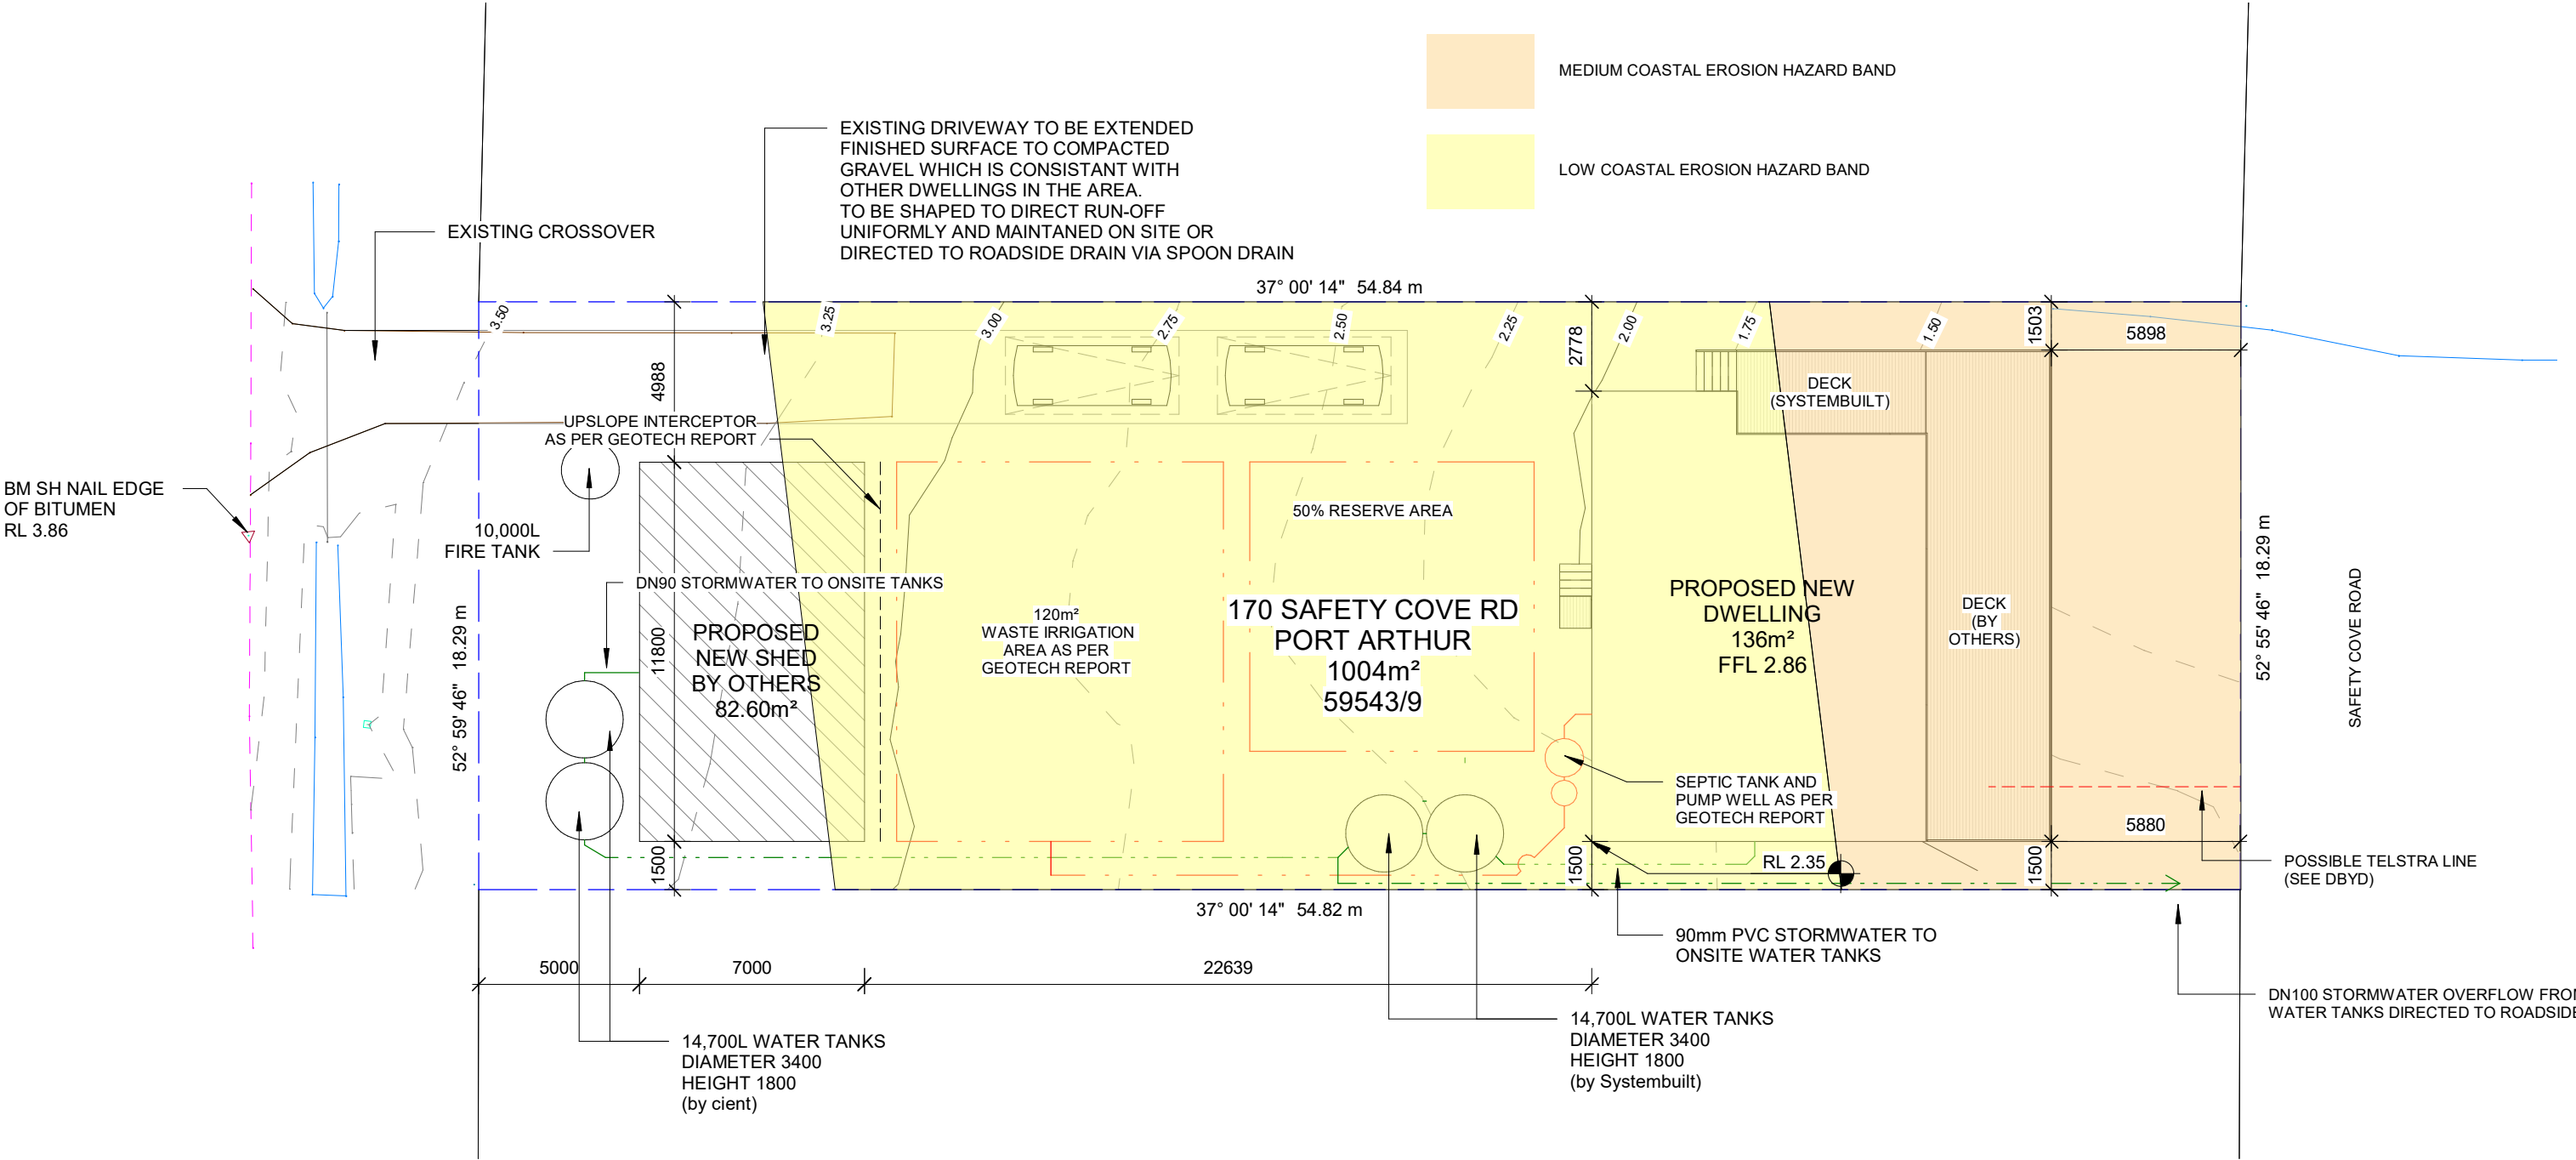 MEDIUM COASTAL EROSION HAZARD BAND
LOW COASTAL EROSION HAZARD BAND
EXISTING DRIVEWAY TO BE EXTENDED
FINISHED SURFACE TO COMPACTED
GRAVEL WHICH IS CONSISTANT WITH
OTHER DWELLINGS IN THE AREA.
TO BE SHAPED TO DIRECT RUN-OFF
UNIFORMLY AND MAINTANED ON SITE OR
DIRECTED TO ROADSIDE DRAIN VIA SPOON DRAIN
EXISTING CROSSOVER
37° 00' 14" 54.84 m
3.50
3.25
3.00
2.75
2.50
2.25
2.00
1.75
1.50
1503
5898
2778
4988
DECK
(SYSTEMBUILT)
UPSLOPE INTERCEPTOR
AS PER GEOTECH REPORT
BM SH NAIL EDGE
OF BITUMEN
RL 3.86
10,000L
FIRE TANK
50% RESERVE AREA
DN90 STORMWATER TO ONSITE TANKS
52° 59' 46" 18.29 m
PROPOSED
NEW SHED
BY OTHERS
82.60m²
11800
120m²
WASTE IRRIGATION
AREA AS PER
GEOTECH REPORT
170 SAFETY COVE RD
PORT ARTHUR
1004m²
59543/9
PROPOSED NEW
DWELLING
136m²
FFL 2.86
DECK
(BY
OTHERS)
52° 55' 46" 18.29 m
SAFETY COVE ROAD
SEPTIC TANK AND
PUMP WELL AS PER
GEOTECH REPORT
5880
1500
1500
RL 2.35
1500
POSSIBLE TELSTRA LINE
(SEE DBYD)
37° 00' 14" 54.82 m
90mm PVC STORMWATER TO
ONSITE WATER TANKS
5000
7000
22639
DN100 STORMWATER OVERFLOW FRO
WATER TANKS DIRECTED TO ROADSIDE
14,700L WATER TANKS
DIAMETER 3400
HEIGHT 1800
(by cient)
14,700L WATER TANKS
DIAMETER 3400
HEIGHT 1800
(by Systembuilt)